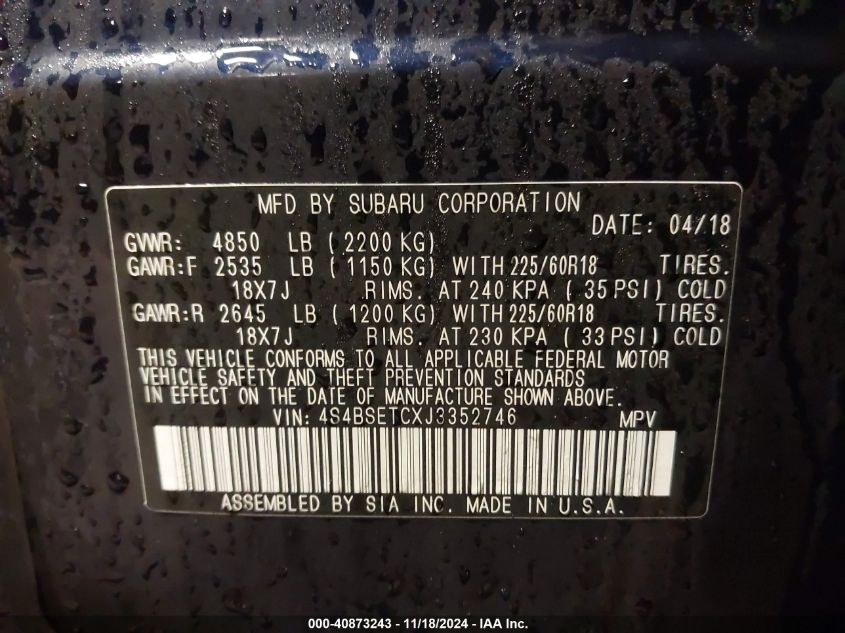 MFD BY SUBARU CORPORATION
DATE: 04/18
GVWR: 4850 LB ( 2200 KG)
GAWR:F 2535 LB ( 1150 KG) WITH 225/60R18 TIRES.
18X7J RIMS. AT 240 KPA ( 35 PSI) COLD
GAWR:R 2645 LB ( 1200 KG) WITH 225/60R18 TIRES.
18X7J RIMS. AT 230 KPA ( 33 PSI) COLD
THIS VEHICLE CONFORMS TO ALL APPLICABLE FEDERAL MOTOR
VEHICLE SAFETY AND THEFT PREVENTION STANDARDS
IN EFFECT ON THE DATE OF MANUFACTURE SHOWN ABOVE.
VIN: 4S4BSETCXJ3352746 MPV
ASSEMBLED BY SIA INC. MADE IN U.S.A.
000-40873243 - 11/18/2024 - IAA Inc.